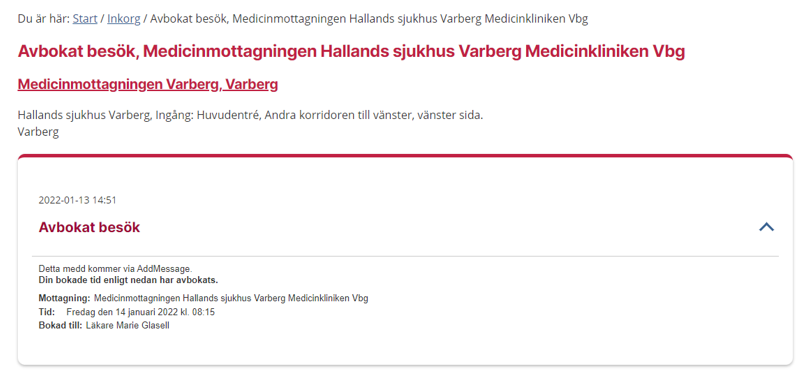 Du är här: Start / Inkorg / Avbokat besök, Medicinmottagningen Hallands sjukhus Varberg Medicinkliniken Vbg
Avbokat besök, Medicinmottagningen Hallands sjukhus Varberg Medicinkliniken Vbg
Medicinmottagningen Varberg, Varberg
Hallands sjukhus Varberg, Ingång: Huvudentré, Andra korridoren till vänster, vänster sida.
Varberg
2022-01-13 14:51
Avbokat besök
Detta medd kommer via AddMessage.
Din bokade tid enligt nedan har avbokats.
Mottagning: Medicinmottagningen Hallands sjukhus Varberg Medicinkliniken Vbg
Tid: Fredag den 14 januari 2022 kl. 08:15
Bokad till: Läkare Marie Glasell